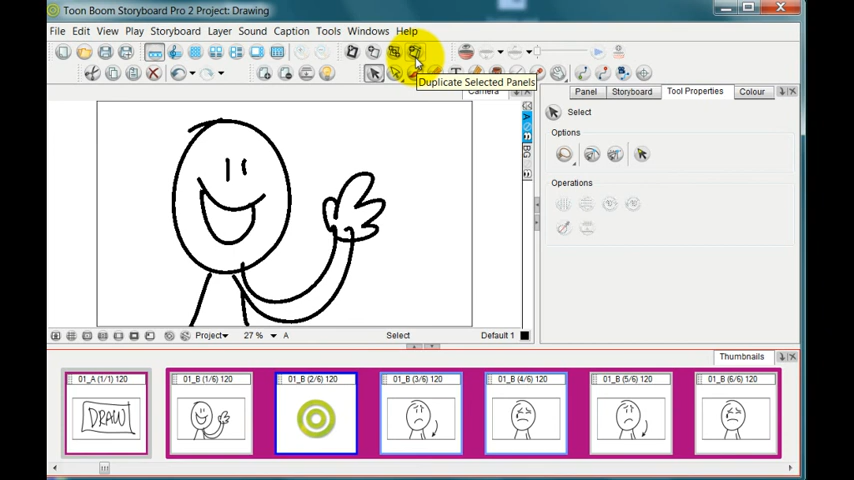 Toon Boom Storyboard Pro 2 Project: Drawing
File Edit View Play Storyboard Layer Sound Caption Tools Windows Help
Duplicate Selected Panels
Camera
Panel Storyboard Tool Properties Colour
A
BG
Select
Options
Operations
Project 27 % A Select Default 1
Thumbnails
01_A (1/1) 120 01_B (1/6) 120 01_B (2/6) 120 01_B (3/6) 120 01_B (4/6) 120 01_B (5/6) 120 01_B (6/6) 120
DRAW